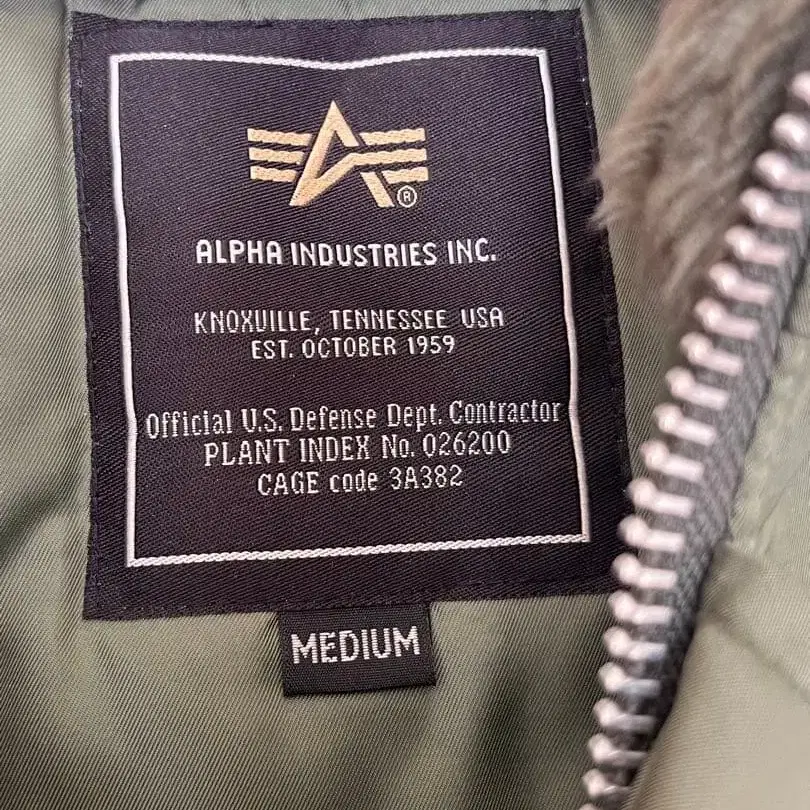 ®
ALPHA INDUSTRIES INC.
KNOXVILLE, TENNESSEE USA
EST. OCTOBER 1959
Official U.S. Defense Dept. Contractor
PLANT INDEX No. 026200
CAGE code 3A382
MEDIUM